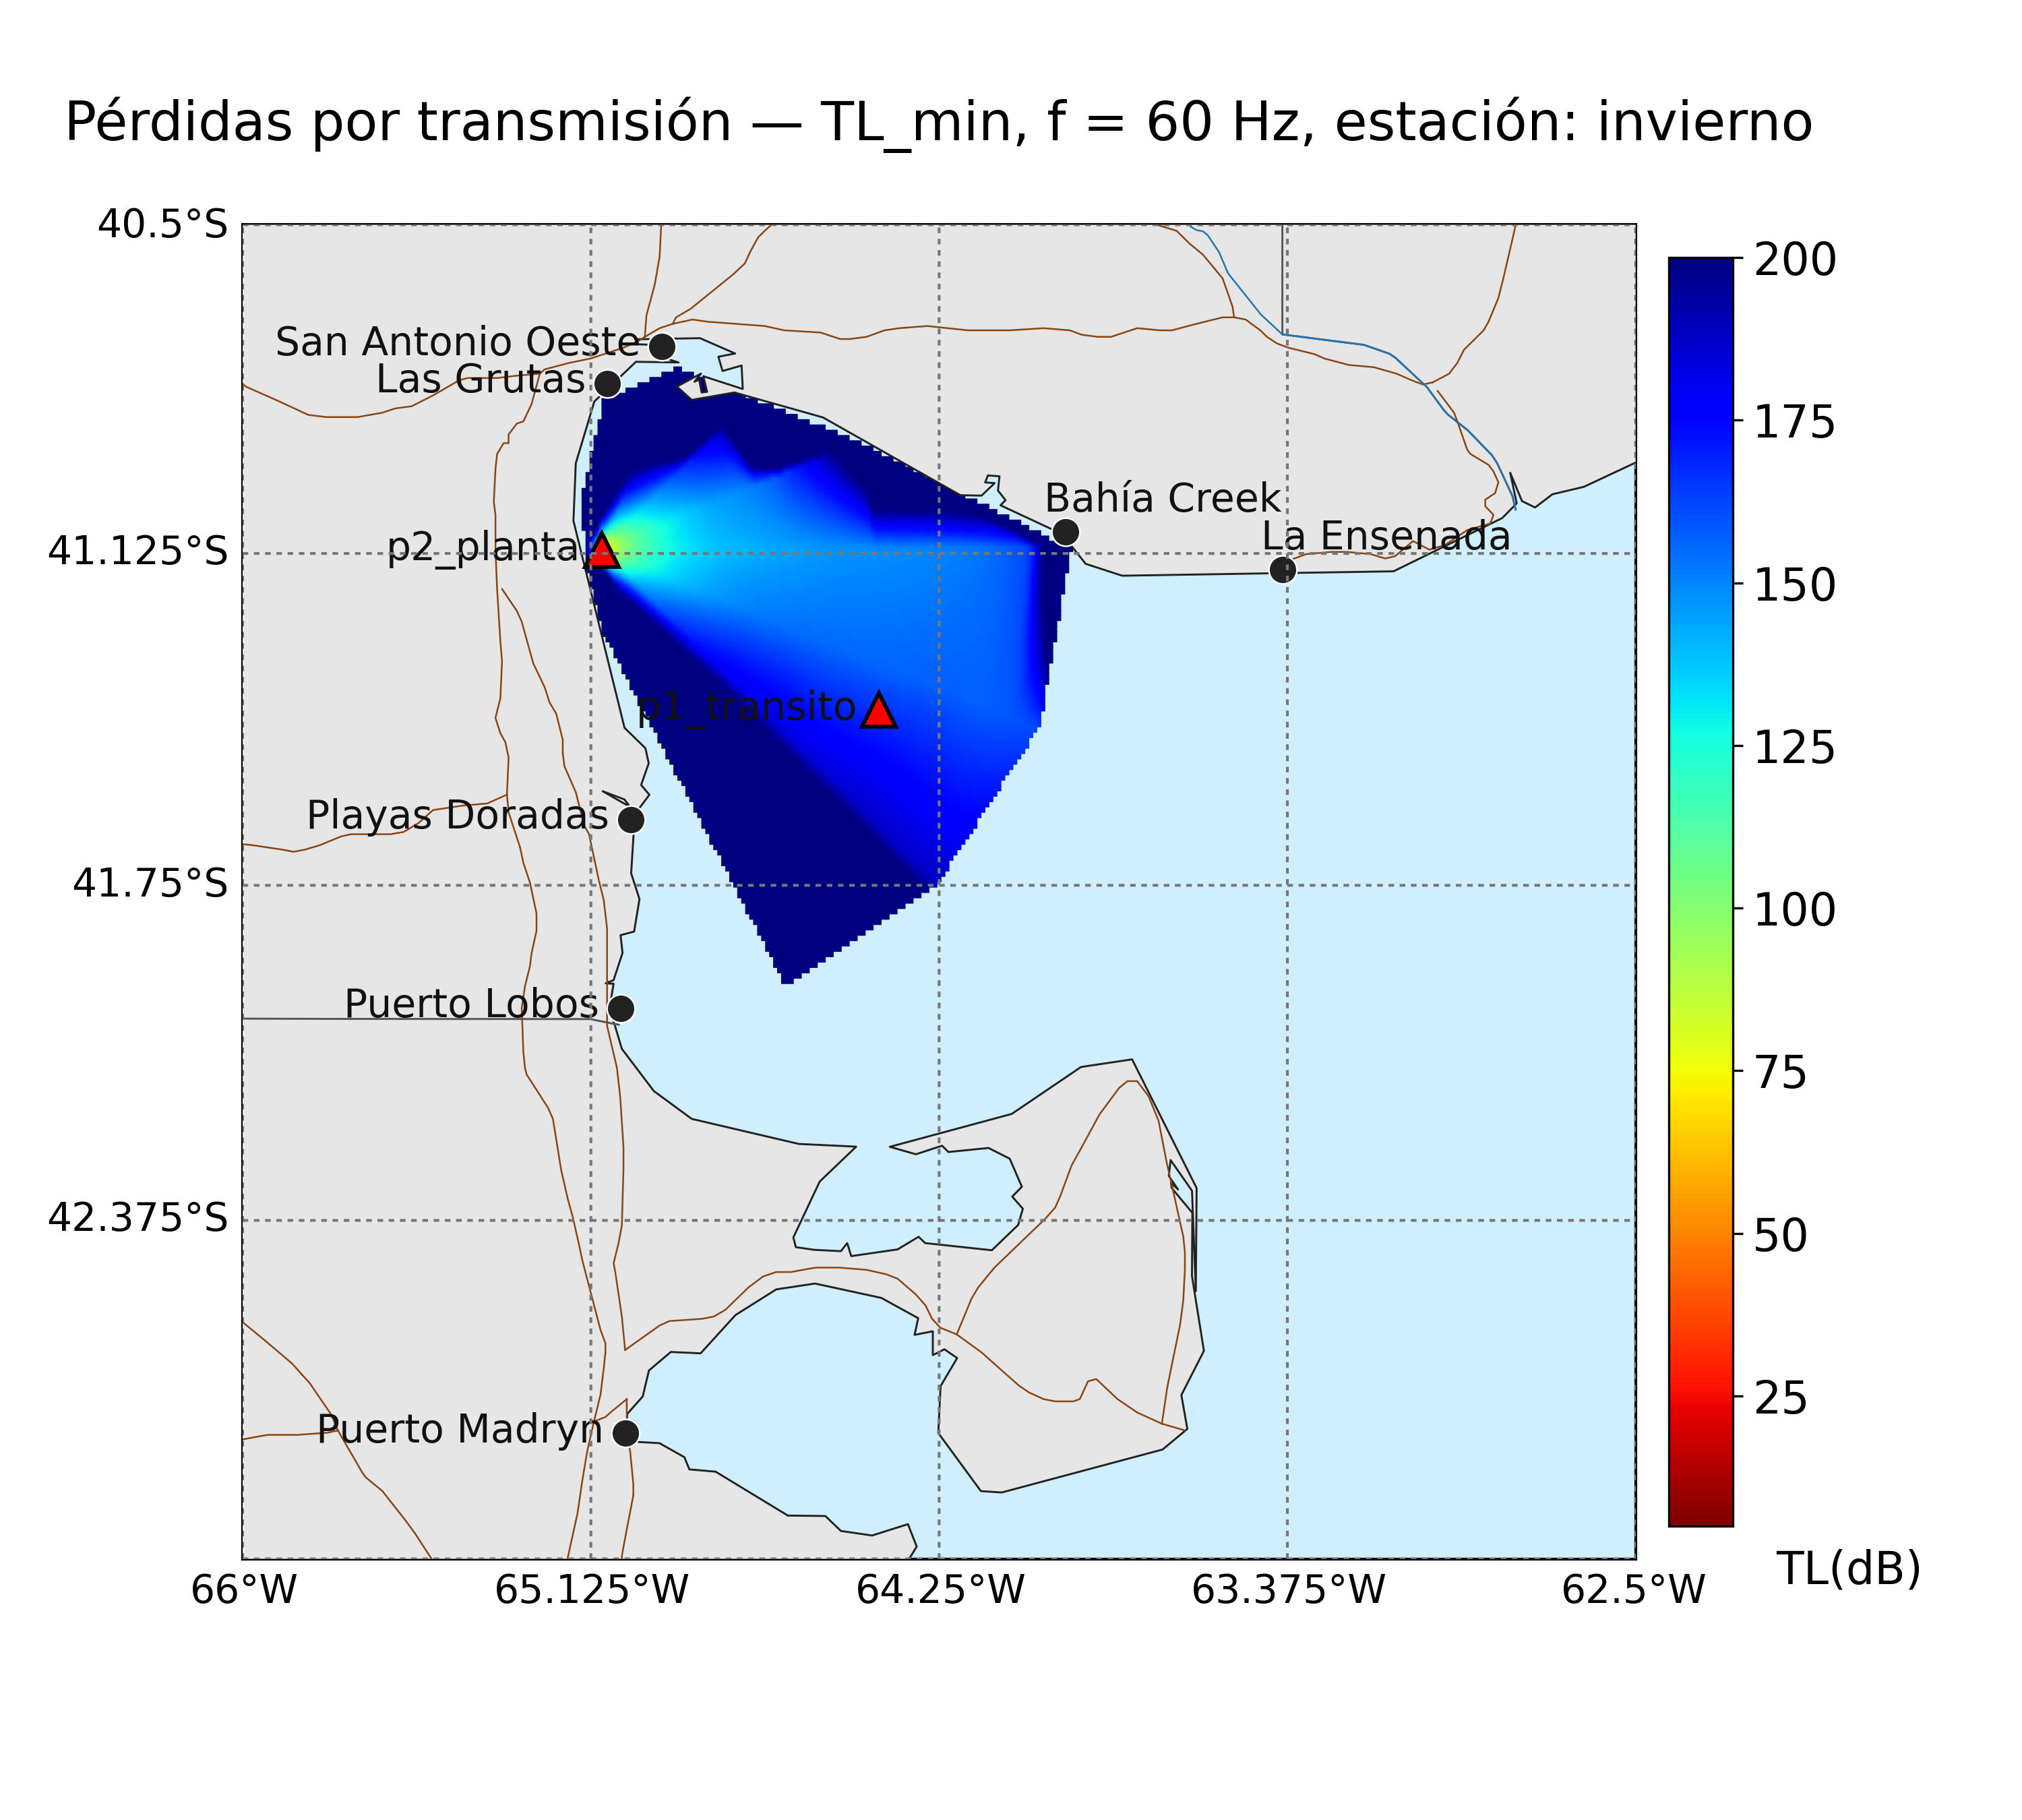 Pérdidas por transmisión — TL_min, f = 60 Hz, estación: invierno
40.5°S
200
San Antonio Oeste
Las Grutas
175
Bahía Creek
La Ensenada
p2_planta
41.125°S
150
p1_transito
125
Playas Doradas
41.75°S
100
Puerto Lobos
75
42.375°S
50
25
Puerto Madryn
TL(dB)
66°W
65.125°W
64.25°W
63.375°W
62.5°W